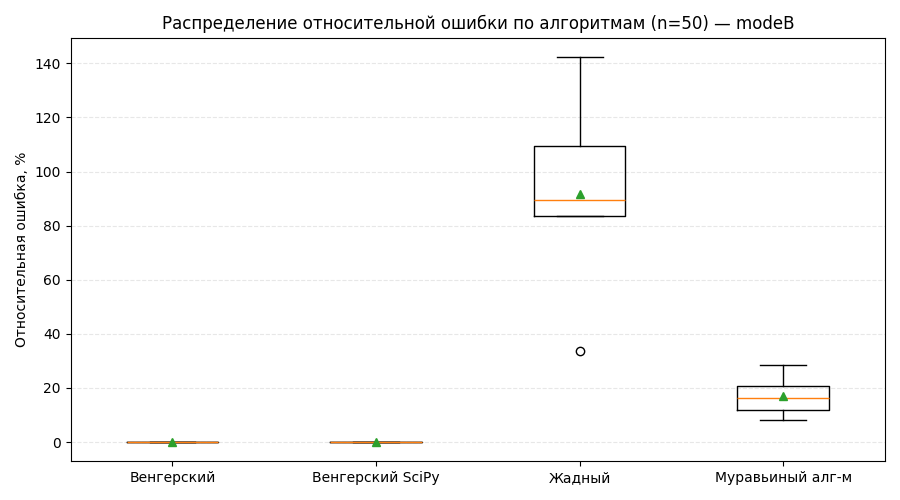 Распределение относительной ошибки по алгоритмам (n=50) — modeB
Относительная ошибка, %
140
120
100
80
60
40
20
0
Венгерский
Венгерский SciPy
Жадный
Муравьиный алг-м